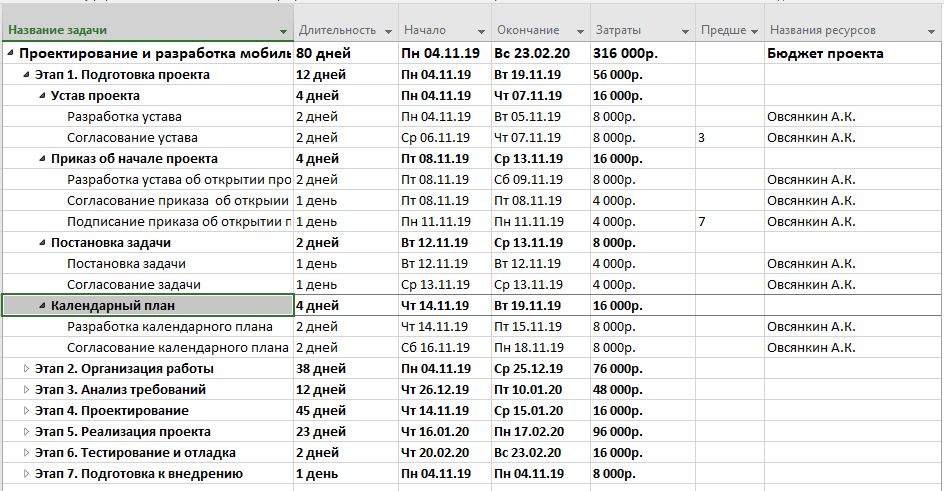 Название задачи Длительность Начало Окончание Затраты Предше Названия ресурсов
Проектирование и разработка мобиль 80 дней Пн 04.11.19 Вс 23.02.20 316 000р. Бюджет проекта
Этап 1. Подготовка проекта 12 дней Пн 04.11.19 Вт 19.11.19 56 000р.
Устав проекта 4 дней Пн 04.11.19 Чт 07.11.19 16 000р.
Разработка устава 2 дней Пн 04.11.19 Вт 05.11.19 8 000р. Овсянкин А.К.
Согласование устава 2 дней Ср 06.11.19 Чт 07.11.19 8 000р. 3 Овсянкин А.К.
Приказ об начале проекта 4 дней Пт 08.11.19 Ср 13.11.19 16 000р.
Разработка устава об открытии про 2 дней Пт 08.11.19 Сб 09.11.19 8 000р. Овсянкин А.К.
Согласование приказа об открыии 1 день Пт 08.11.19 Пт 08.11.19 4 000р. Овсянкин А.К.
Подписание приказа об открытии п 1 день Пн 11.11.19 Пн 11.11.19 4 000р. 7 Овсянкин А.К.
Постановка задачи 2 дней Вт 12.11.19 Ср 13.11.19 8 000р.
Постановка задачи 1 день Вт 12.11.19 Вт 12.11.19 4 000р. Овсянкин А.К.
Согласование задачи 1 день Ср 13.11.19 Ср 13.11.19 4 000р. Овсянкин А.К.
Календарный план 4 дней Чт 14.11.19 Вт 19.11.19 16 000р.
Разработка календарного плана 2 дней Чт 14.11.19 Пт 15.11.19 8 000р. Овсянкин А.К.
Согласование календарного плана 2 дней Сб 16.11.19 Пн 18.11.19 8 000р. Овсянкин А.К.
Этап 2. Организация работы 38 дней Пн 04.11.19 Ср 25.12.19 76 000р.
Этап 3. Анализ требований 12 дней Чт 26.12.19 Пт 10.01.20 48 000р.
Этап 4. Проектирование 45 дней Чт 14.11.19 Ср 15.01.20 16 000р.
Этап 5. Реализация проекта 23 дней Чт 16.01.20 Пн 17.02.20 96 000р.
Этап 6. Тестирование и отладка 2 дней Чт 20.02.20 Вс 23.02.20 16 000р.
Этап 7. Подготовка к внедрению 1 день Пн 04.11.19 Пн 04.11.19 8 000р.